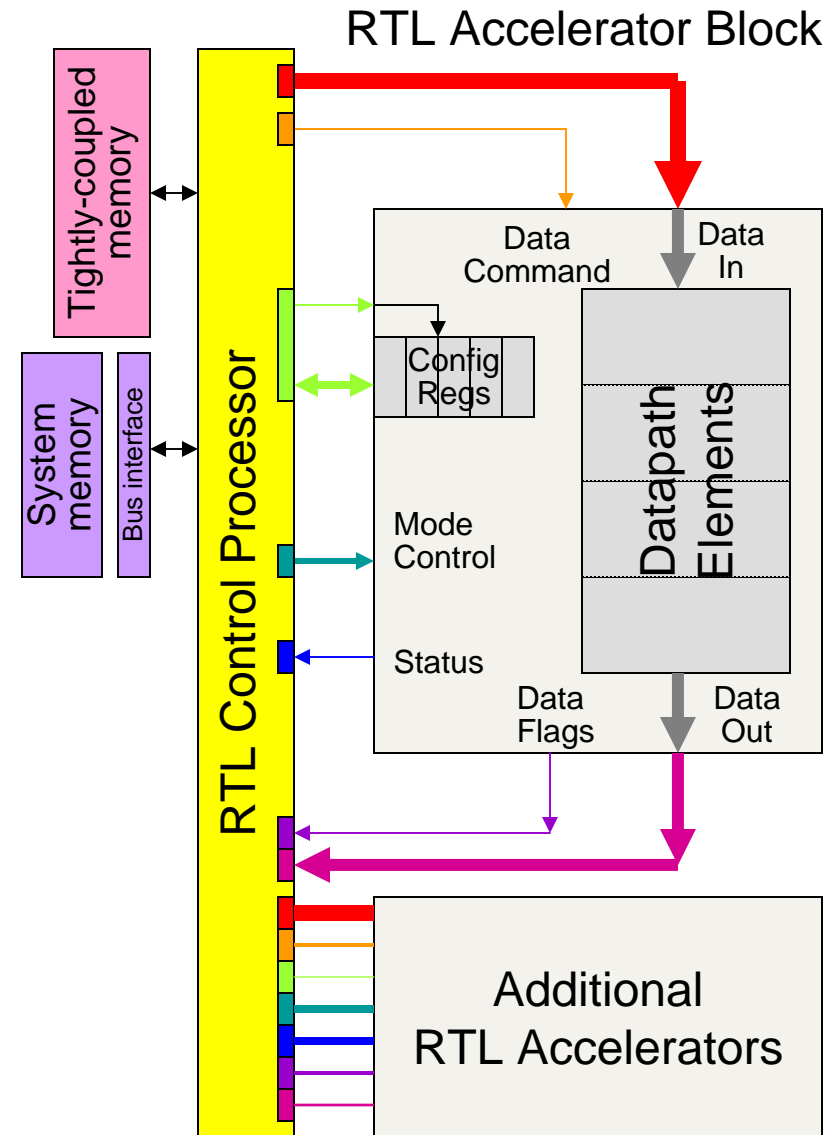 RTL Accelerator Block
Tightly-coupled
memory
System
memory
Bus interface
RTL Control Processor
Data
Command
Data
In
Config
Regs
Datapath
Elements
Mode
Control
Status
Data
Flags
Data
Out
Additional
RTL Accelerators